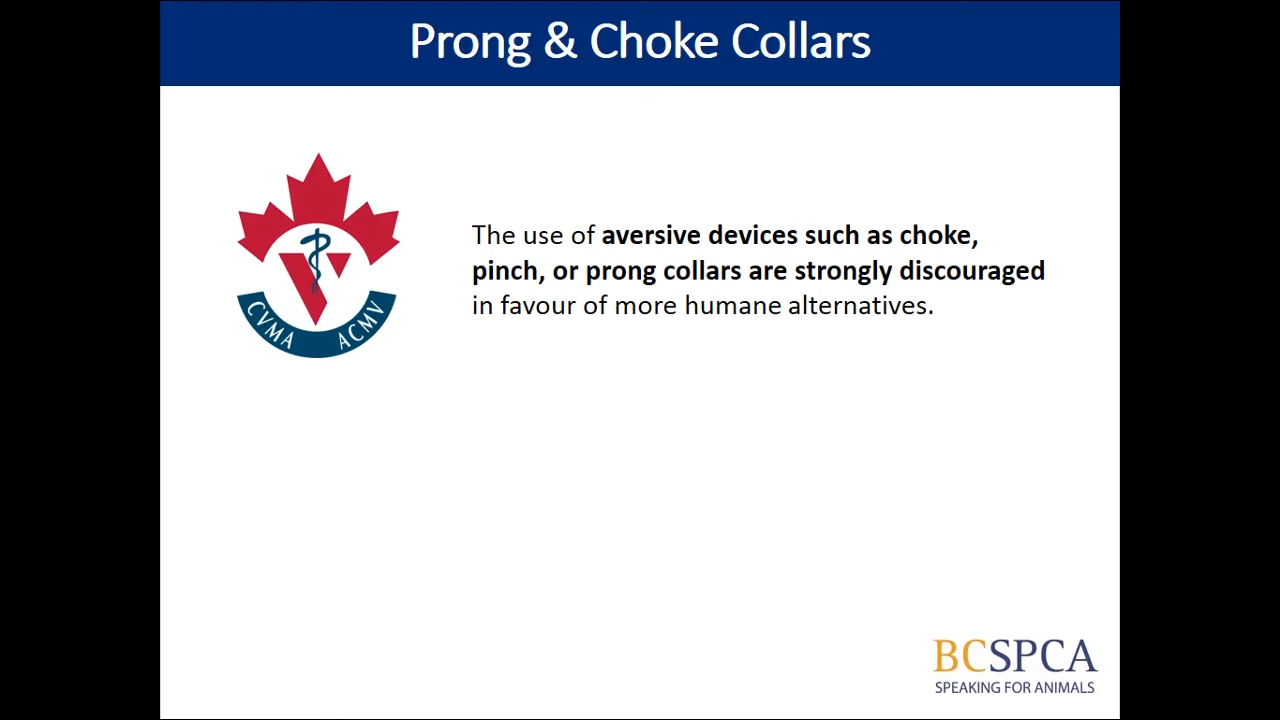 Prong & Choke Collars
The use of aversive devices such as choke,
pinch, or prong collars are strongly discouraged
in favour of more humane alternatives.
CVMA ACMV
BCSPCA
SPEAKING FOR ANIMALS